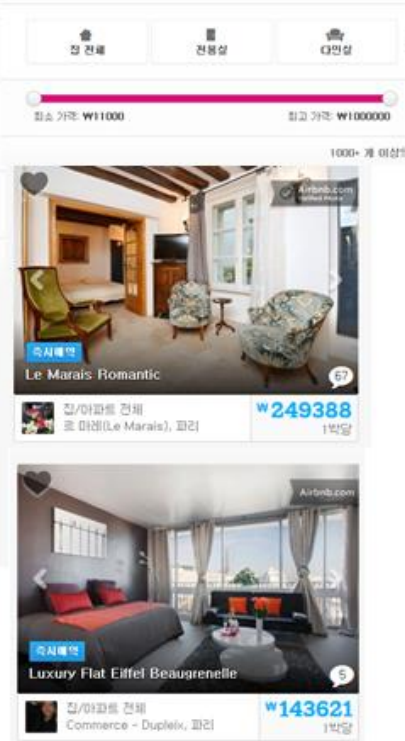 집 전체
전용실
다인실
최소 가격: ₩11000
최고 가격: ₩1000000
1000+ 개 이상의
Airbnb.com
즉시예약
Le Marais Romantic
67
집/아파트 전체
르 마레(Le Marais), 파리
₩249388
1박당
Airbnb.com
즉시예약
Luxury Flat Eiffel Beaugrenelle
5
집/아파트 전체
Commerce - Dupleix, 파리
₩143621
1박당